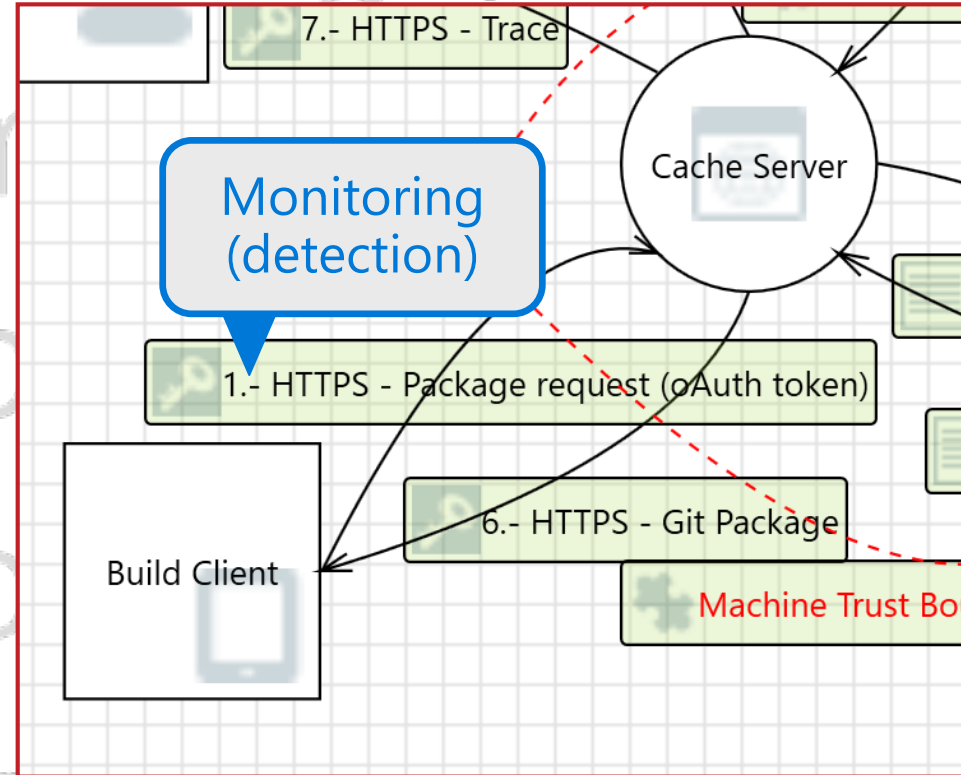 7.- HTTPS - Trace
Cache Server
Monitoring
(detection)
1.- HTTPS - Package request (oAuth token)
6.- HTTPS - Git Package
Build Client
Machine Trust Bo